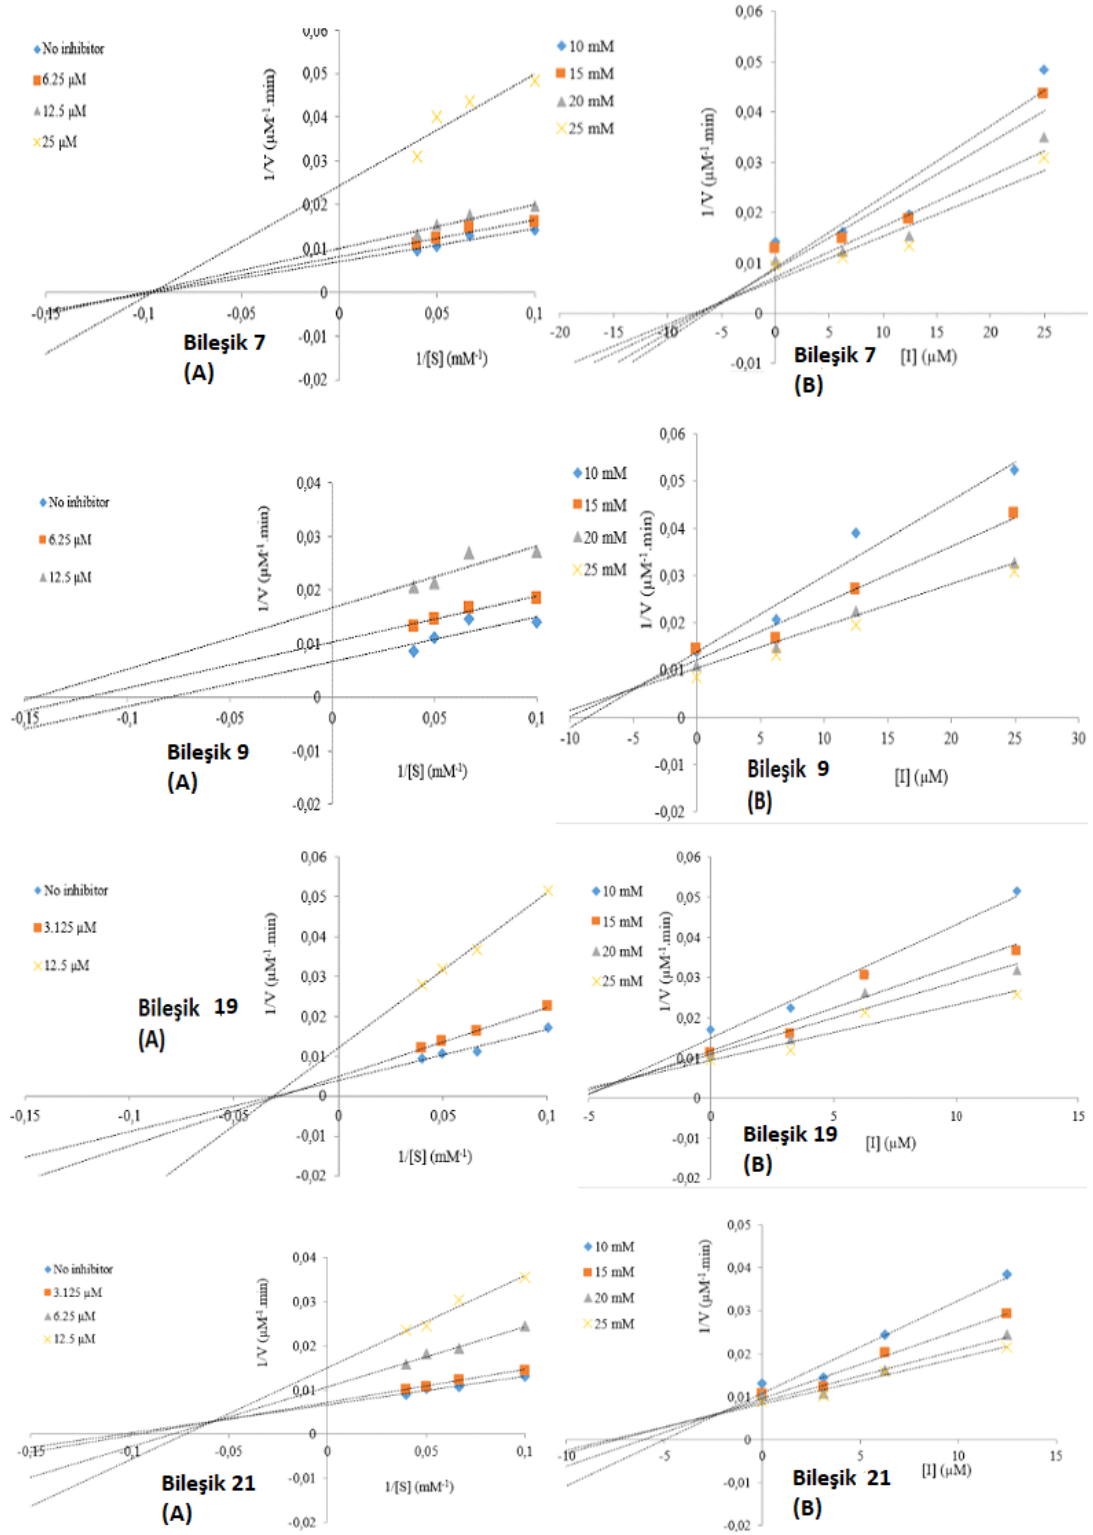 No inhibitor
6.25 µM
12.5 µM
25 µM
1/V (µM-1.min)
0,06
0,05
0,04
0,03
0,02
0,01
0
-0,01
-0,02
-0,15
-0,1
-0,05
0
0,05
0,1
1/[S] (mM-1)
Bileşik 7
(A)
10 mM
15 mM
20 mM
25 mM
1/V (µM-1.min)
0,06
0,05
0,04
0,03
0,02
0,01
0
-0,01
-20
-15
-10
-5
0
5
10
15
20
25
[I] (µM)
Bileşik 7
(B)
No inhibitor
6.25 µM
12.5 µM
1/V (µM-1.min)
0,04
0,03
0,02
0,01
0
-0,01
-0,02
-0,15
-0,1
-0,05
0
0,05
0,1
1/[S] (mM-1)
Bileşik 9
(A)
10 mM
15 mM
20 mM
25 mM
1/V (µM-1.min)
0,06
0,05
0,04
0,03
0,02
0,01
0
-0,01
-0,02
-10
-5
0
5
10
15
20
25
30
[I] (µM)
Bileşik 9
(B)
No inhibitor
3.125 µM
12.5 µM
1/V (µM-1.min)
0,06
0,05
0,04
0,03
0,02
0,01
0
-0,01
-0,02
-0,15
-0,1
-0,05
0
0,05
0,1
1/[S] (mM-1)
Bileşik 19
(A)
10 mM
15 mM
20 mM
25 mM
1/V (µM-1.min)
0,06
0,05
0,04
0,03
0,02
0,01
0
-0,01
-0,02
-5
0
5
10
15
[I] (µM)
Bileşik 19
(B)
No inhibitor
3.125 µM
6.25 µM
12.5 µM
1/V (µM-1.min)
0,04
0,03
0,02
0,01
0
-0,01
-0,02
-0,15
-0,1
-0,05
0
0,05
0,1
1/[S] (mM-1)
Bileşik 21
(A)
10 mM
15 mM
20 mM
25 mM
1/V (µM-1.min)
0,05
0,04
0,03
0,02
0,01
0
-0,01
-0,02
-10
-5
0
5
10
15
[I] (µM)
Bileşik 21
(B)